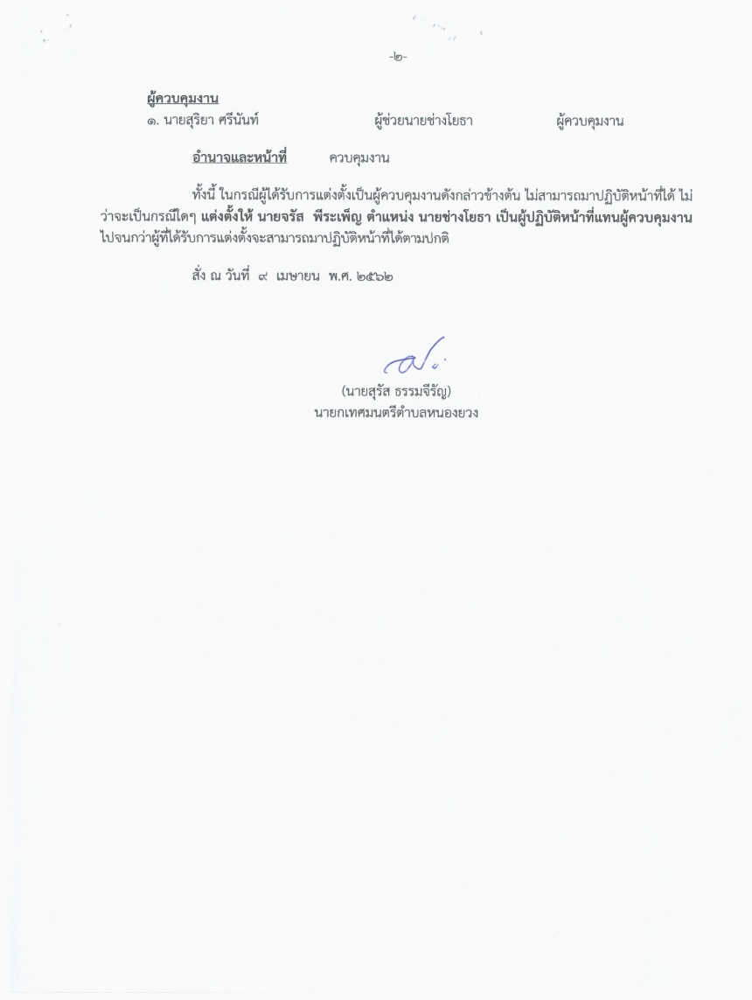 -๒-
ผู้ควบคุมงาน
๑. นายสุริยา ศรีนันท์ ผู้ช่วยนายช่างโยธา ผู้ควบคุมงาน
อำนาจและหน้าที่ ควบคุมงาน
ทั้งนี้ ในกรณีผู้ได้รับการแต่งตั้งเป็นผู้ควบคุมงานดังกล่าวข้างต้น ไม่สามารถมาปฏิบัติหน้าที่ได้ ไม่
ว่าจะเป็นกรณีใดๆ แต่งตั้งให้ นายจรัส พีระเพ็ญ ตำแหน่ง นายช่างโยธา เป็นผู้ปฏิบัติหน้าที่แทนผู้ควบคุมงาน
ไปจนกว่าผู้ที่ได้รับการแต่งตั้งจะสามารถมาปฏิบัติหน้าที่ได้ตามปกติ
สั่ง ณ วันที่ ๙ เมษายน พ.ศ. ๒๕๖๒
(นายสุรัส ธรรมจีรัญ)
นายกเทศมนตรีตำบลหนองยวง